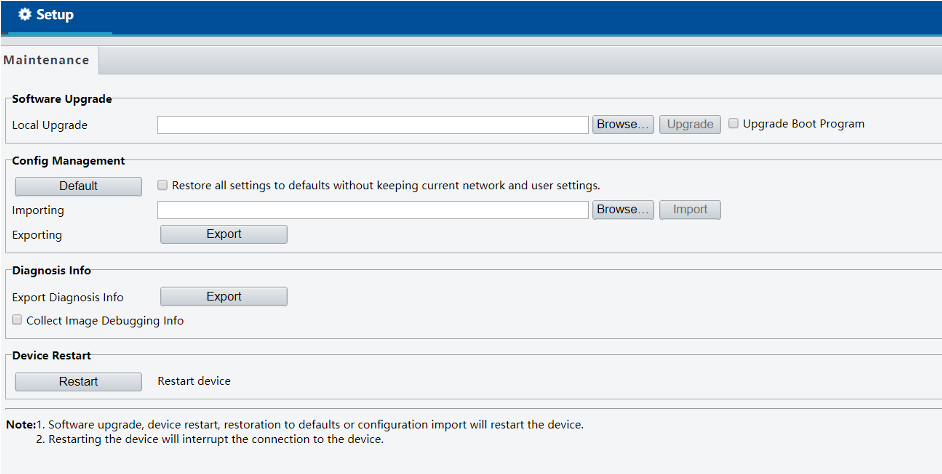 Setup
Maintenance
Software Upgrade
Local Upgrade Browse... Upgrade Upgrade Boot Program
Config Management
Default Restore all settings to defaults without keeping current network and user settings.
Importing Browse... Import
Exporting Export
Diagnosis Info
Export Diagnosis Info Export
Collect Image Debugging Info
Device Restart
Restart Restart device
Note:1. Software upgrade, device restart, restoration to defaults or configuration import will restart the device.
2. Restarting the device will interrupt the connection to the device.